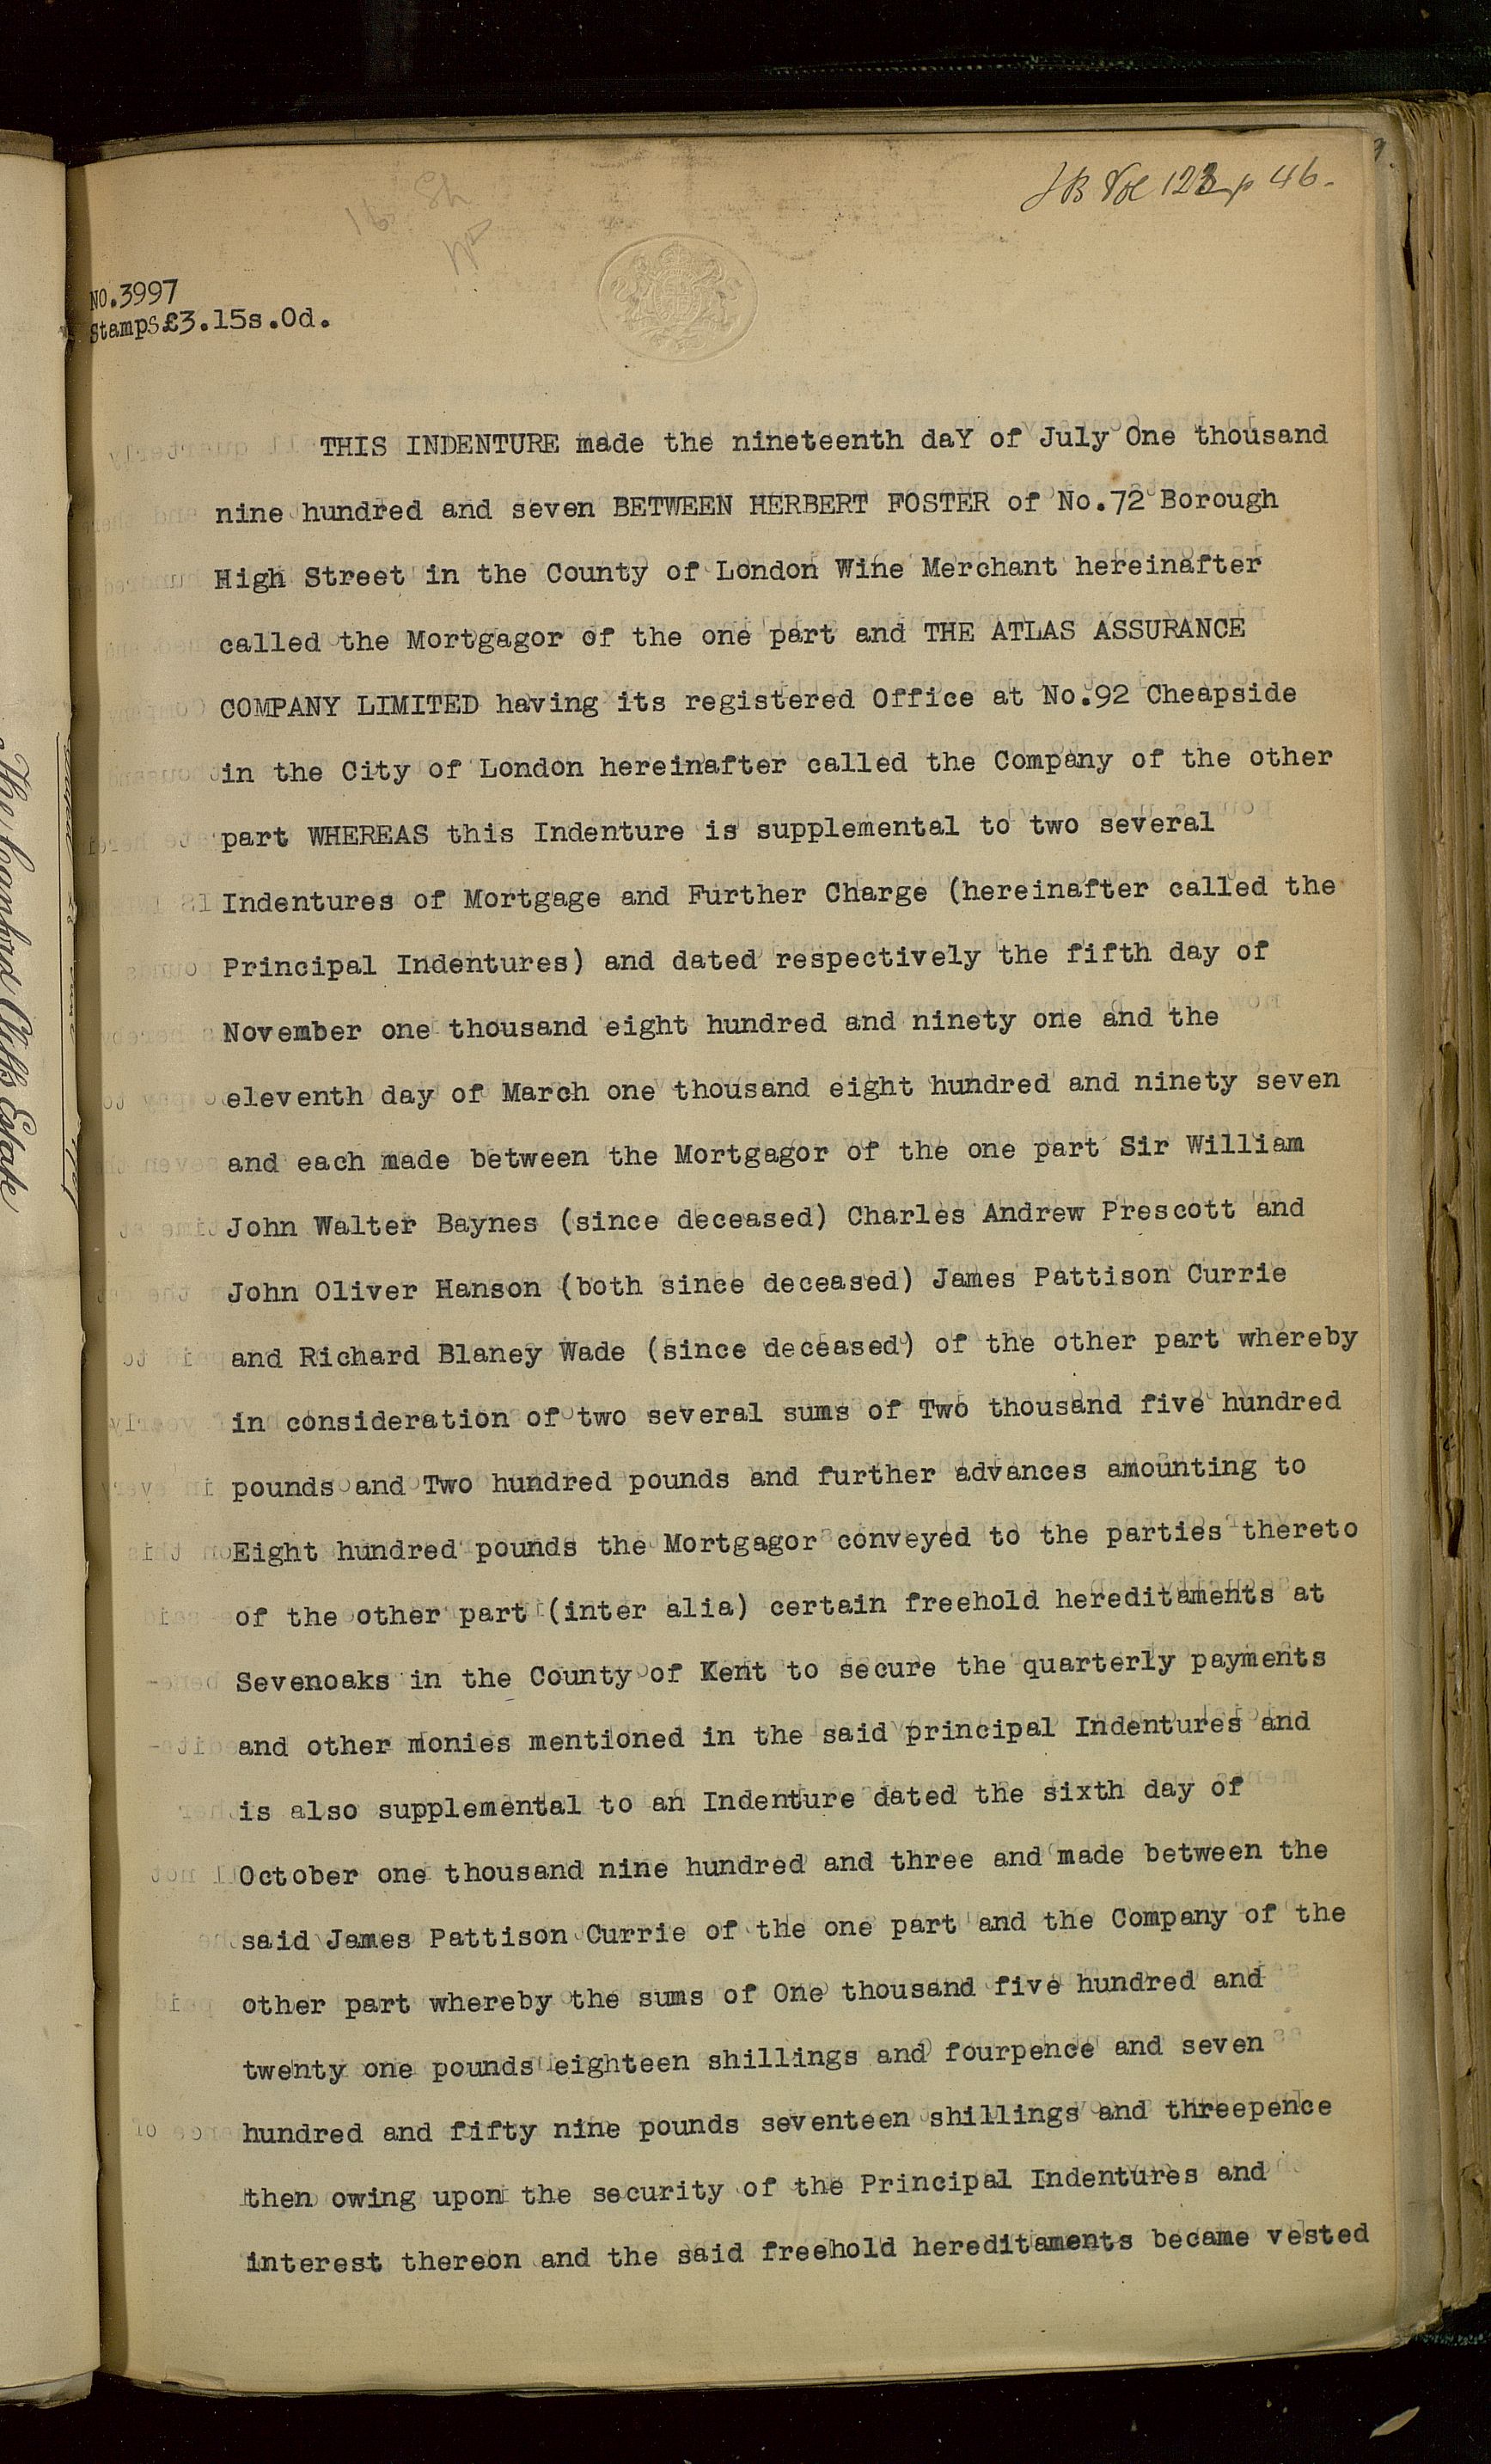 JB Vol 123 p 46.
No.3997
Stamps£3.15s.0d.
THIS INDENTURE made the nineteenth daY of July One thousand
nine hundred and seven BETWEEN HERBERT FOSTER of No.72 Borough
High Street in the County of London Wine Merchant hereinafter
called the Mortgagor of the one part and THE ATLAS ASSURANCE
COMPANY LIMITED having its registered Office at No.92 Cheapside
in the City of London hereinafter called the Company of the other
part WHEREAS this Indenture is supplemental to two several
Indentures of Mortgage and Further Charge (hereinafter called the
Principal Indentures) and dated respectively the fifth day of
November one thousand eight hundred and ninety one and the
eleventh day of March one thousand eight hundred and ninety seven
and each made between the Mortgagor of the one part Sir William
John Walter Baynes (since deceased) Charles Andrew Prescott and
John Oliver Hanson (both since deceased) James Pattison Currie
and Richard Blaney Wade (since deceased) of the other part whereby
in consideration of two several sums of Two thousand five hundred
pounds and Two hundred pounds and further advances amounting to
Eight hundred pounds the Mortgagor conveyed to the parties thereto
of the other part (inter alia) certain freehold hereditaments at
Sevenoaks in the County of Kent to secure the quarterly payments
and other monies mentioned in the said principal Indentures and
is also supplemental to an Indenture dated the sixth day of
October one thousand nine hundred and three and made between the
said James Pattison Currie of the one part and the Company of the
other part whereby the sums of One thousand five hundred and
twenty one pounds eighteen shillings and fourpence and seven
hundred and fifty nine pounds seventeen shillings and threepence
then owing upon the security of the Principal Indentures and
interest thereon and the said freehold hereditaments became vested